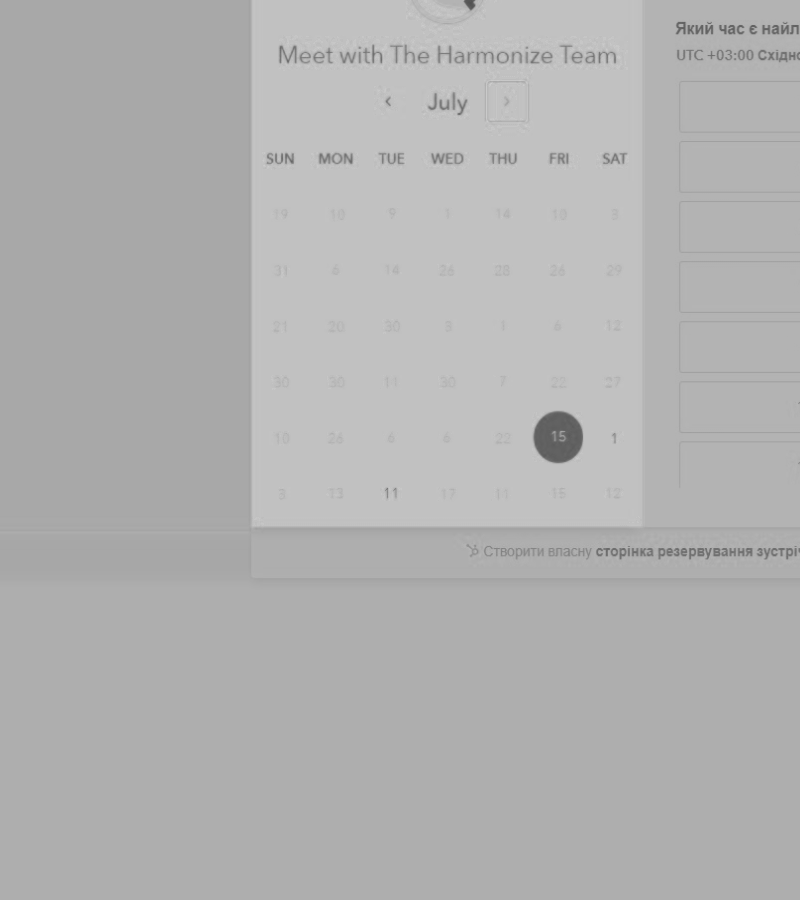 Meet with The Harmonize Team
July
SUN MON TUE WED THU FRI SAT
19 10 9 1 14 10 3
31 6 14 26 28 26 29
21 20 30 3 1 6 12
30 30 11 30 7 22 27
10 26 6 6 22 15 1
3 13 11 17 11 15 12
Який час є найл
UTC +03:00 Східно
Створити власну сторінка резервування зустріч